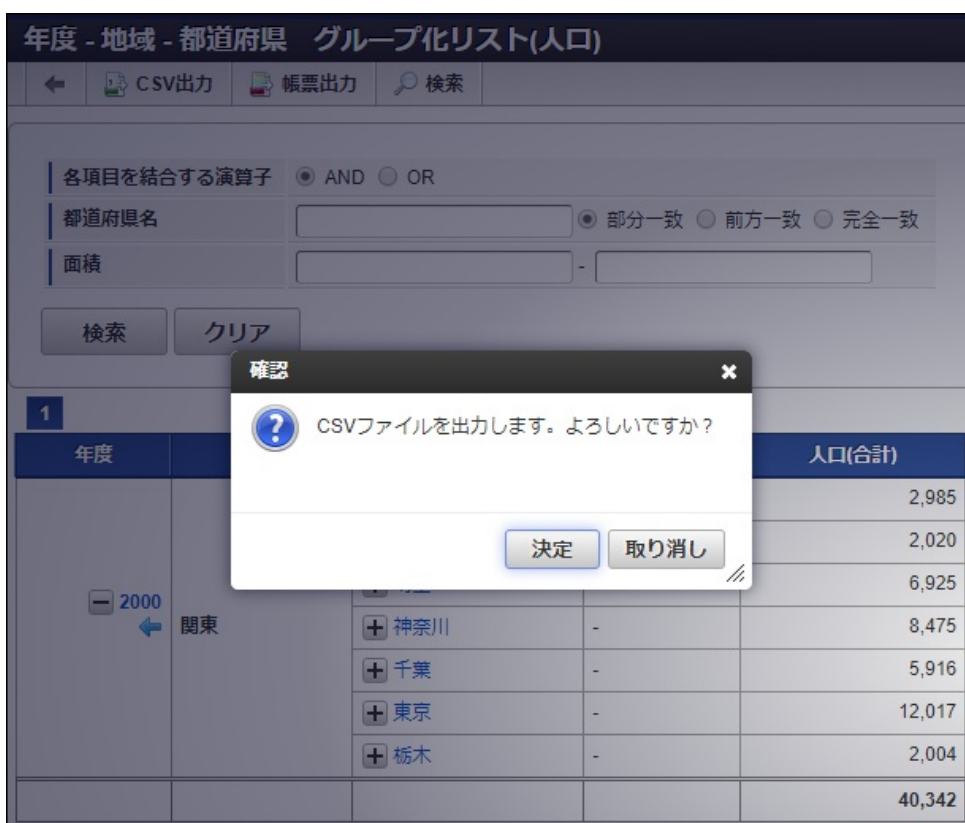 年度 - 地域 - 都道府県　グループ化リスト(人口)
CSV出力 帳票出力 検索
各項目を結合する演算子 AND OR
都道府県名 部分一致 前方一致 完全一致
面積 -
検索 クリア
確認
CSVファイルを出力します。よろしいですか？
決定 取り消し
1
年度 人口(合計)
2,985
2,020
6,925
2000 関東
神奈川 - 8,475
千葉 - 5,916
東京 - 12,017
栃木 - 2,004
40,342